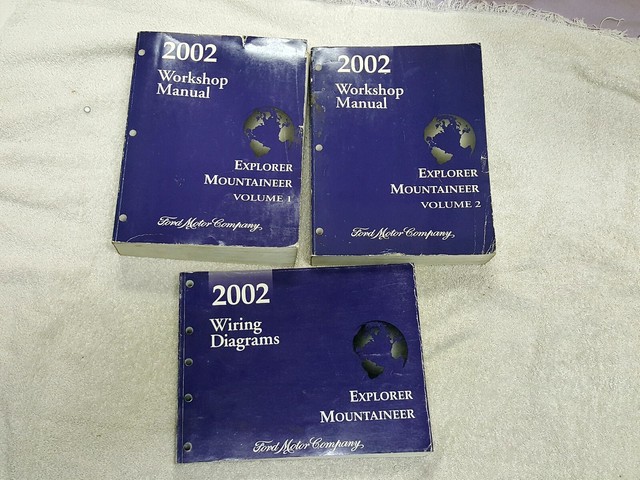 2002
Workshop
Manual
EXPLORER
MOUNTAINEER
VOLUME 1
Ford Motor Company,
2002
Workshop
Manual
EXPLORER
MOUNTAINEER
VOLUME 2
Ford Motor Company,
2002
Wiring
Diagrams
EXPLORER
MOUNTAINEER
Ford Motor Company,